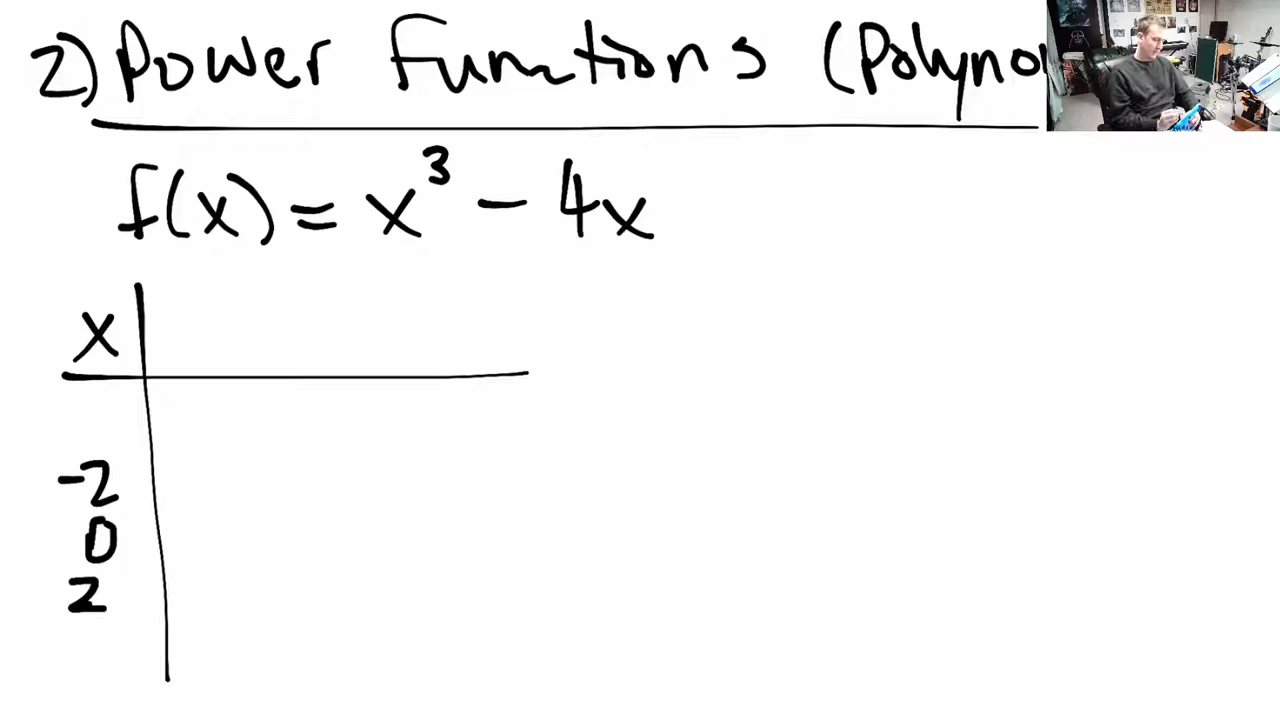 2) Power Functions (Polyno
f(x) = x³ - 4x
x
-2
0
2